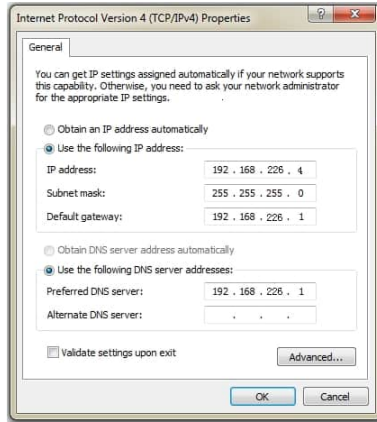 Internet Protocol Version 4 (TCP/IPv4) Properties
General
You can get IP settings assigned automatically if your network supports
this capability. Otherwise, you need to ask your network administrator
for the appropriate IP settings.
Obtain an IP address automatically
Use the following IP address:
IP address: 192 . 168 . 226 . 4
Subnet mask: 255 . 255 . 255 . 0
Default gateway: 192 . 168 . 226 . 1
Obtain DNS server address automatically
Use the following DNS server addresses:
Preferred DNS server: 192 . 168 . 226 . 1
Alternate DNS server: . . .
Validate settings upon exit
Advanced...
OK Cancel